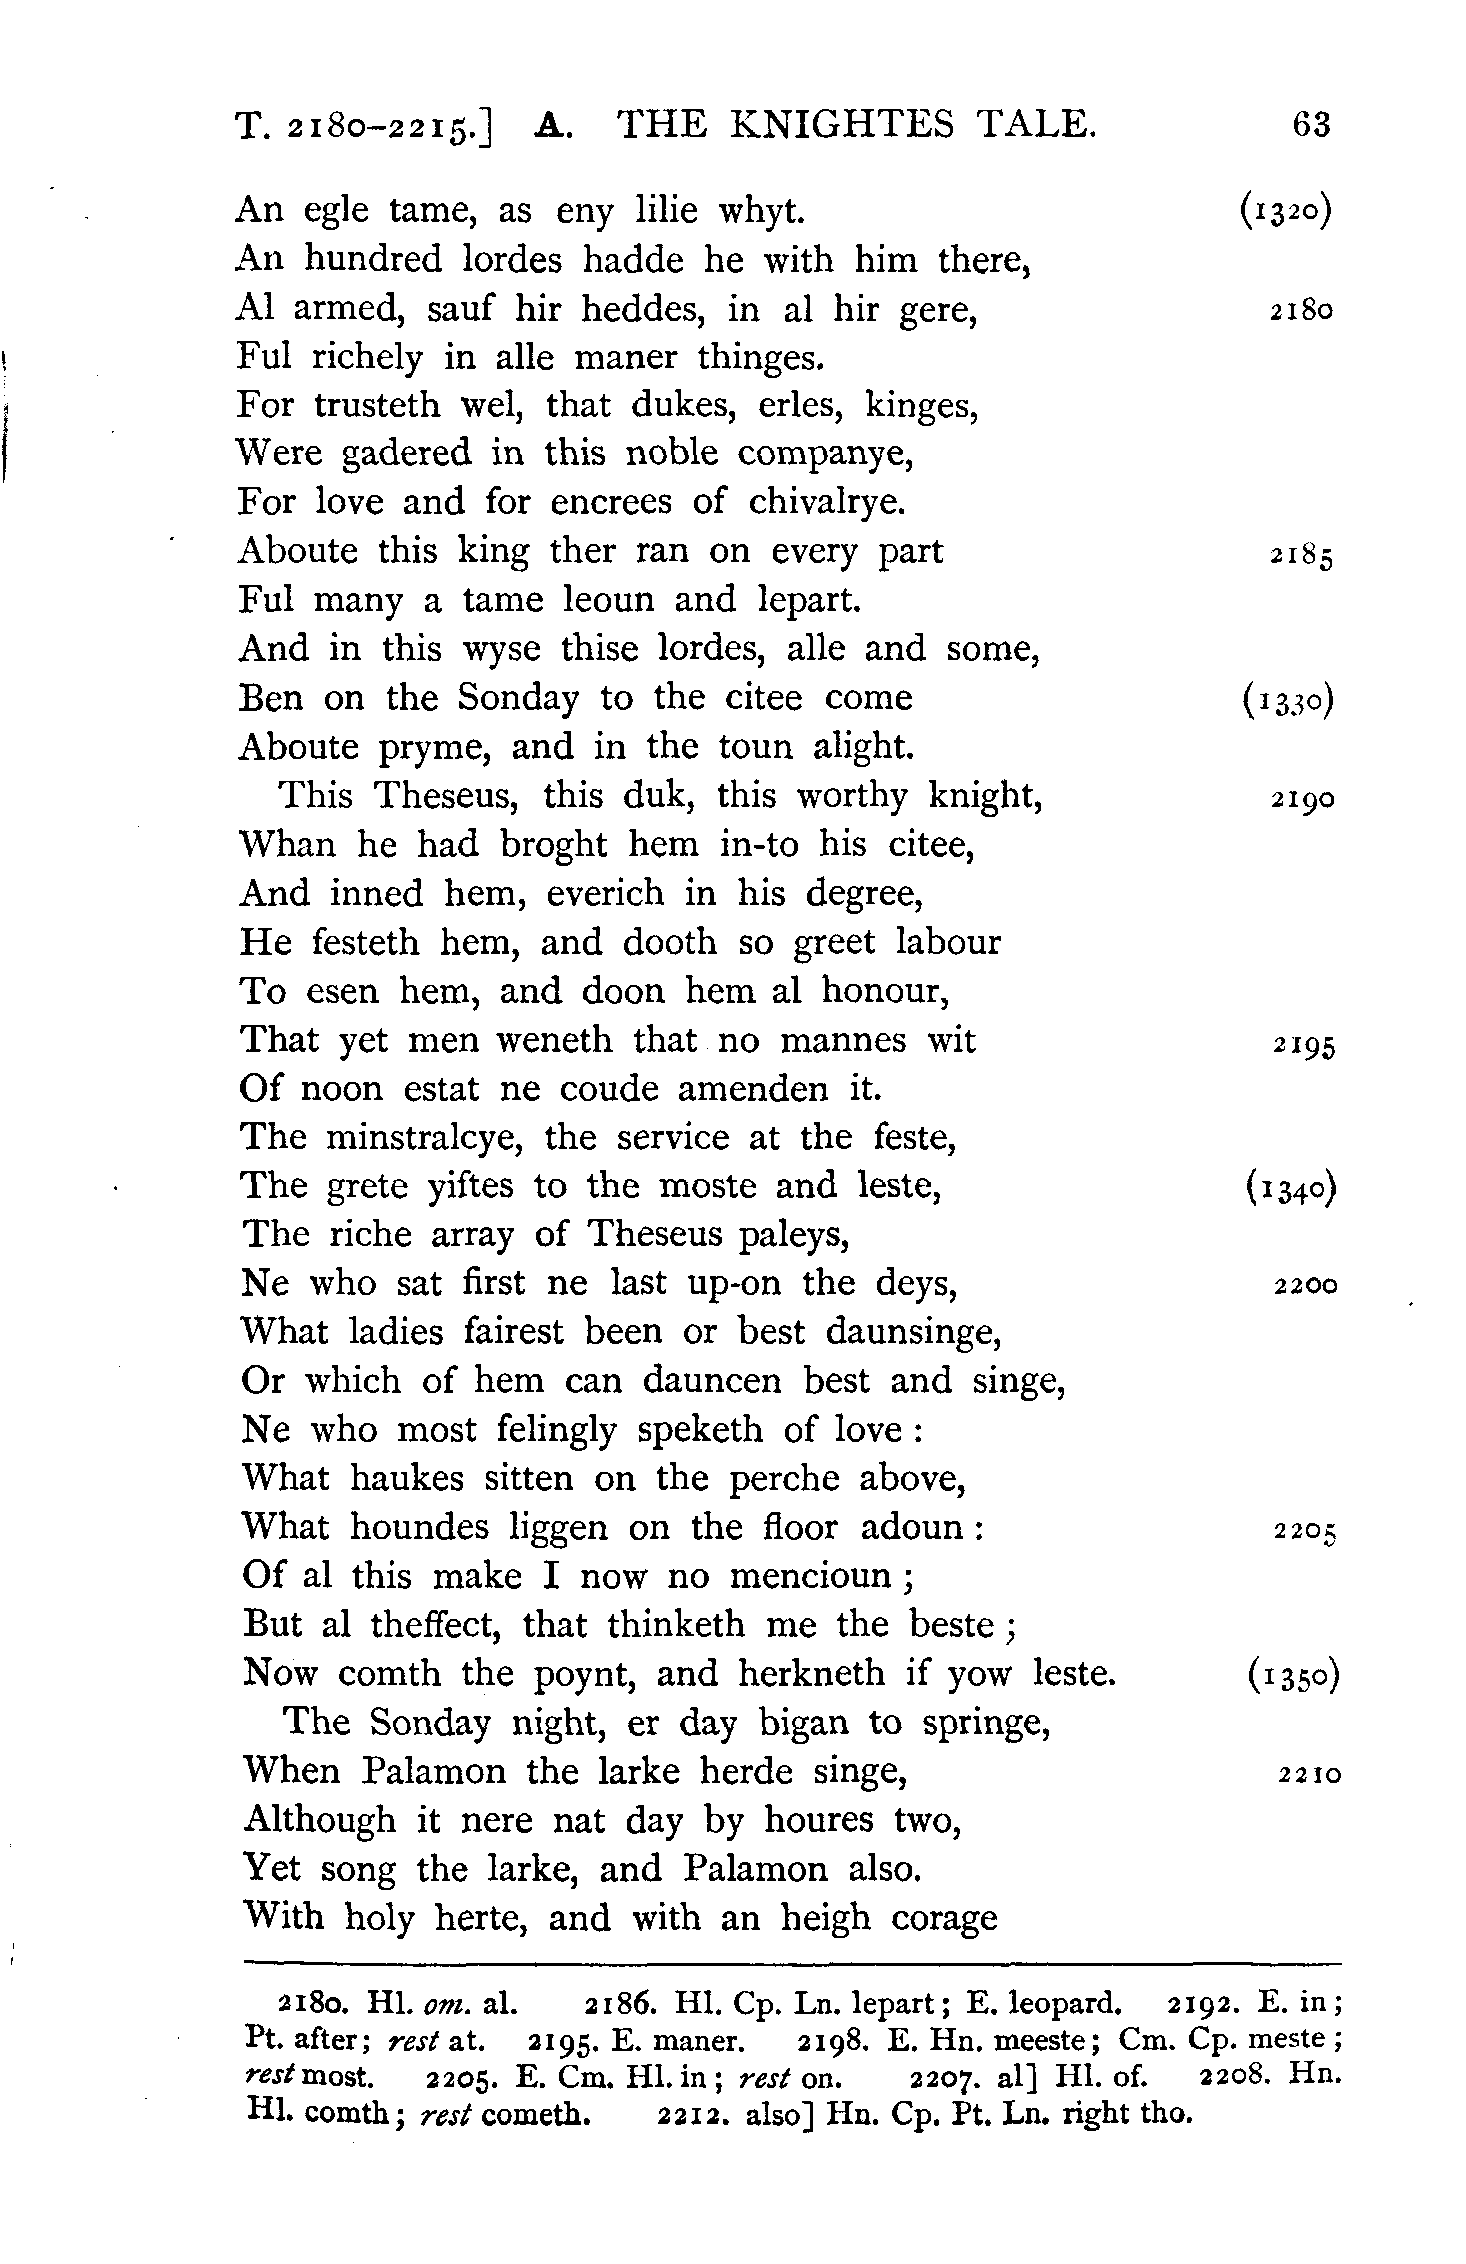 T. 2180–2215.] A. THE KNIGHTES TALE. 63
An egle tame, as eny lilie whyt. (1320)
An hundred lordes hadde he with him there,
Al armed, sauf hir heddes, in al hir gere, 2180
Ful richely in alle maner thinges.
For trusteth wel, that dukes, erles, kinges,
Were gadered in this noble companye,
For love and for encrees of chivalrye.
Aboute this king ther ran on every part 2185
Ful many a tame leoun and lepart.
And in this wyse thise lordes, alle and some,
Ben on the Sonday to the citee come (1330)
Aboute pryme, and in the toun alight.
This Theseus, this duk, this worthy knight, 2190
Whan he had broght hem in-to his citee,
And inned hem, everich in his degree,
He festeth hem, and dooth so greet labour
To esen hem, and doon hem al honour,
That yet men weneth that no mannes wit 2195
Of noon estat ne coude amenden it.
The minstralcye, the service at the feste,
The grete yiftes to the moste and leste, (1340)
The riche array of Theseus paleys,
Ne who sat first ne last up-on the deys, 2200
What ladies fairest been or best daunsinge,
Or which of hem can dauncen best and singe,
Ne who most felingly speketh of love :
What haukes sitten on the perche above,
What houndes liggen on the floor adoun : 2205
Of al this make I now no mencioun ;
But al theffect, that thinketh me the beste ;
Now comth the poynt, and herkneth if yow leste. (1350)
The Sonday night, er day bigan to springe,
When Palamon the larke herde singe, 2210
Although it nere nat day by houres two,
Yet song the larke, and Palamon also.
With holy herte, and with an heigh corage
2180. Hl. om. al. 2186. Hl. Cp. Ln. lepart; E. leopard. 2192. E. in;
Pt. after; rest at. 2195. E. maner. 2198. E. Hn. meeste; Cm. Cp. meste;
rest most. 2205. E. Cm. Hl. in; rest on. 2207. al] Hl. of. 2208. Hn.
Hl. comth; rest cometh. 2212. also] Hn. Cp. Pt. Ln. right tho.